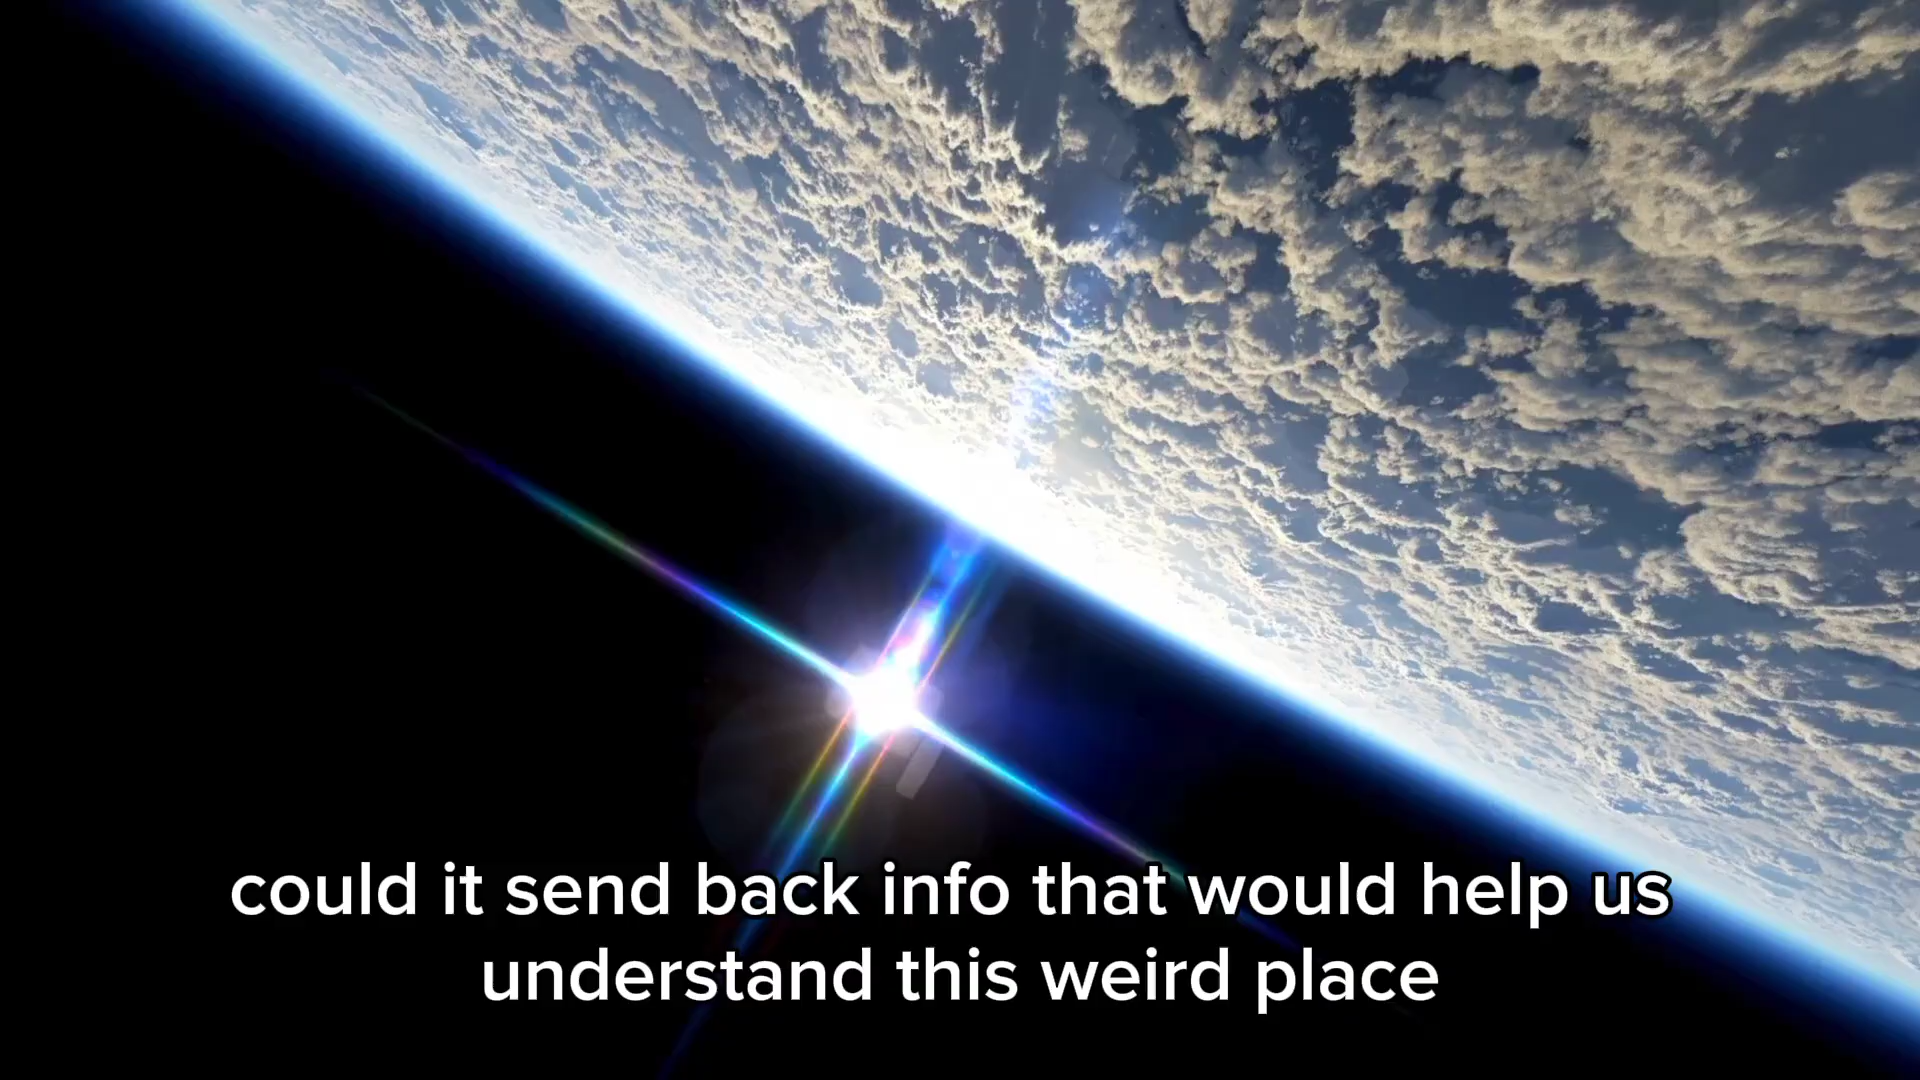 could it send back info that would help us
understand this weird place